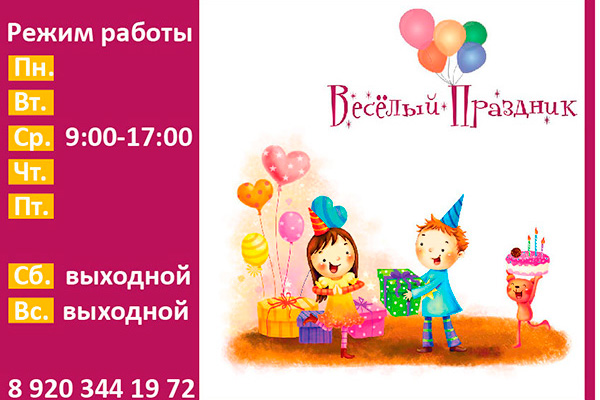 Режим работы
Пн.
Вт.
Ср. 9:00-17:00
Чт.
Пт.
Сб. выходной
Вс. выходной
8 920 344 19 72
Весёлый Праздник